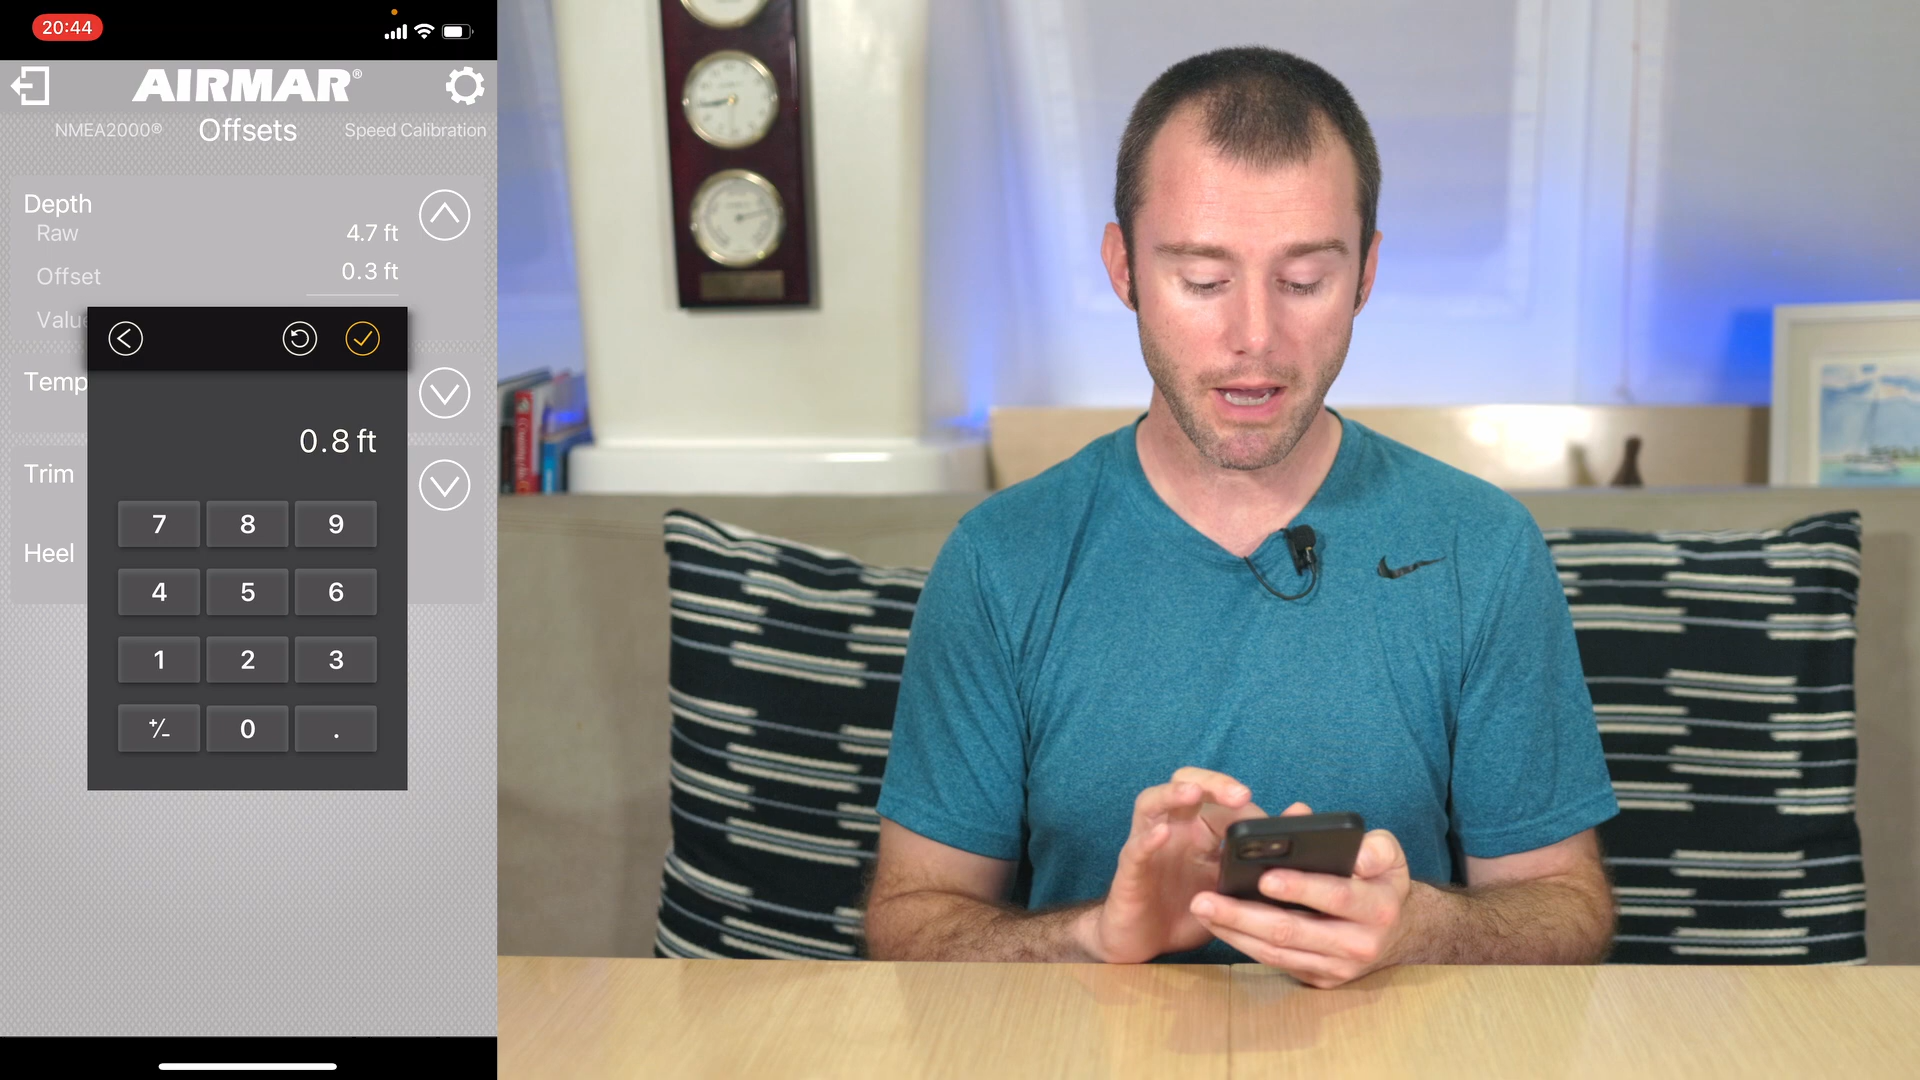 20:44
AIRMAR®
NMEA2000® Offsets Speed Calibration
Depth
Raw 4.7 ft
Offset 0.3 ft
Valu
Temp
Trim
Heel
0.8 ft
7 8 9
4 5 6
1 2 3
+/- 0 .